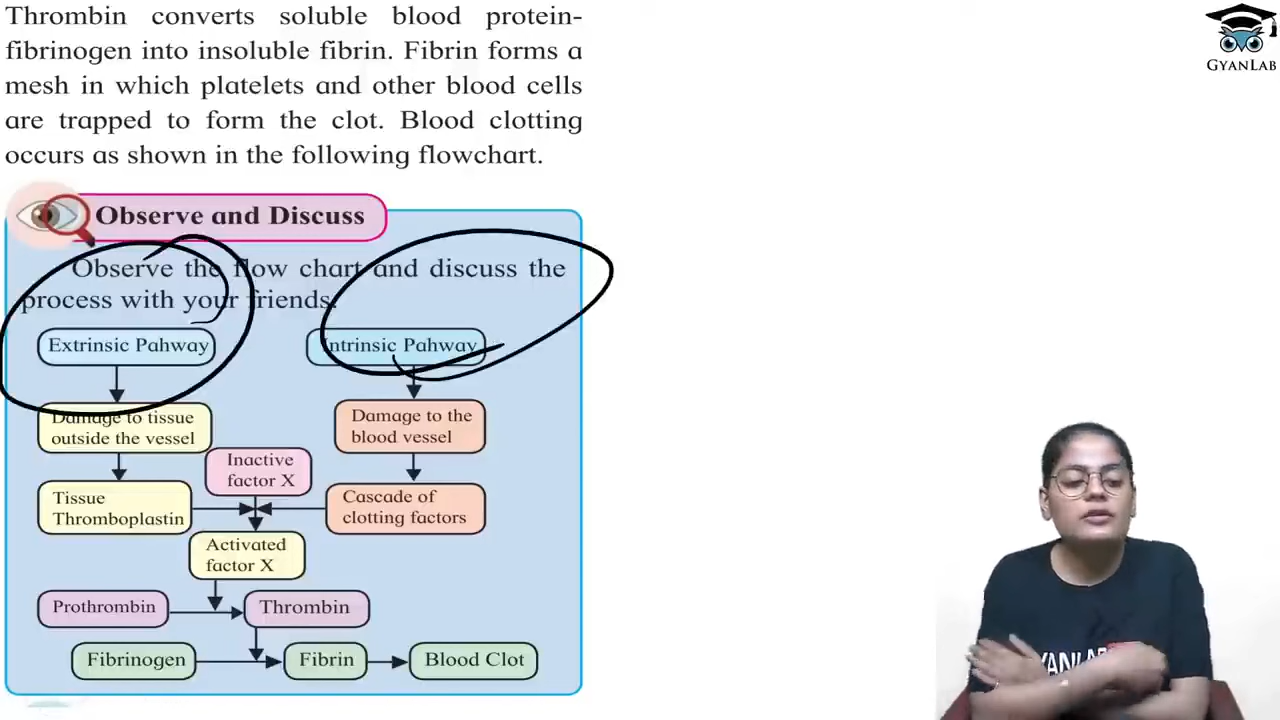 Thrombin converts soluble blood protein-
fibrinogen into insoluble fibrin. Fibrin forms a
mesh in which platelets and other blood cells
are trapped to form the clot. Blood clotting
occurs as shown in the following flowchart.
GYANLAB
Observe and Discuss
Observe the flow chart and discuss the
process with your friends.
Extrinsic Pahway
Intrinsic Pahway
Damage to tissue
outside the vessel
Damage to the
blood vessel
Inactive
factor X
Tissue
Thromboplastin
Cascade of
clotting factors
Activated
factor X
Prothrombin
Thrombin
Fibrinogen
Fibrin
Blood Clot